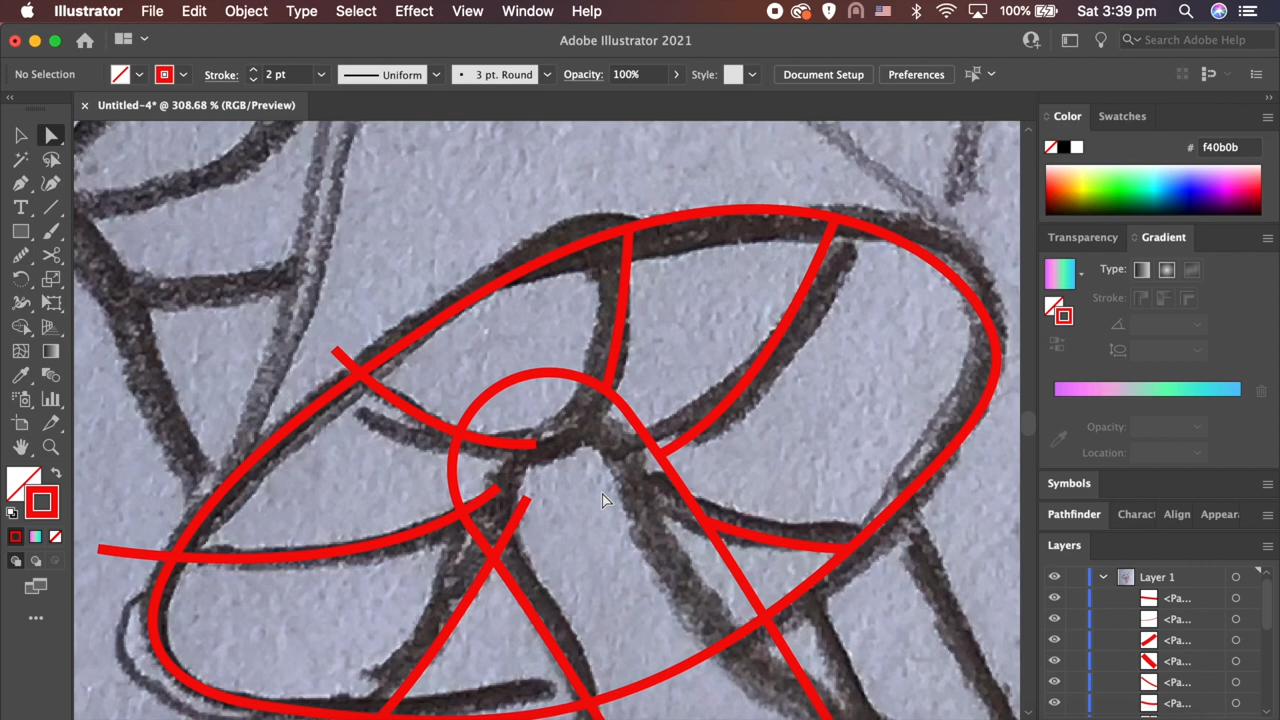 Illustrator File Edit Object Type Select Effect View Window Help 100% Sat 3:39 pm
Adobe Illustrator 2021 Search Adobe Help
No Selection Stroke: 2 pt Uniform 3 pt. Round Opacity: 100% Style: Document Setup Preferences
Untitled-4* @ 308.68 % (RGB/Preview)
Color Swatches
# f40b0b
Transparency Gradient
Type:
Stroke:
Opacity:
Location:
Symbols
Pathfinder Charact Align Appear
Layers
Layer 1
<Pa...
<Pa...
<Pa...
<Pa...
<Pa...
<Pa...